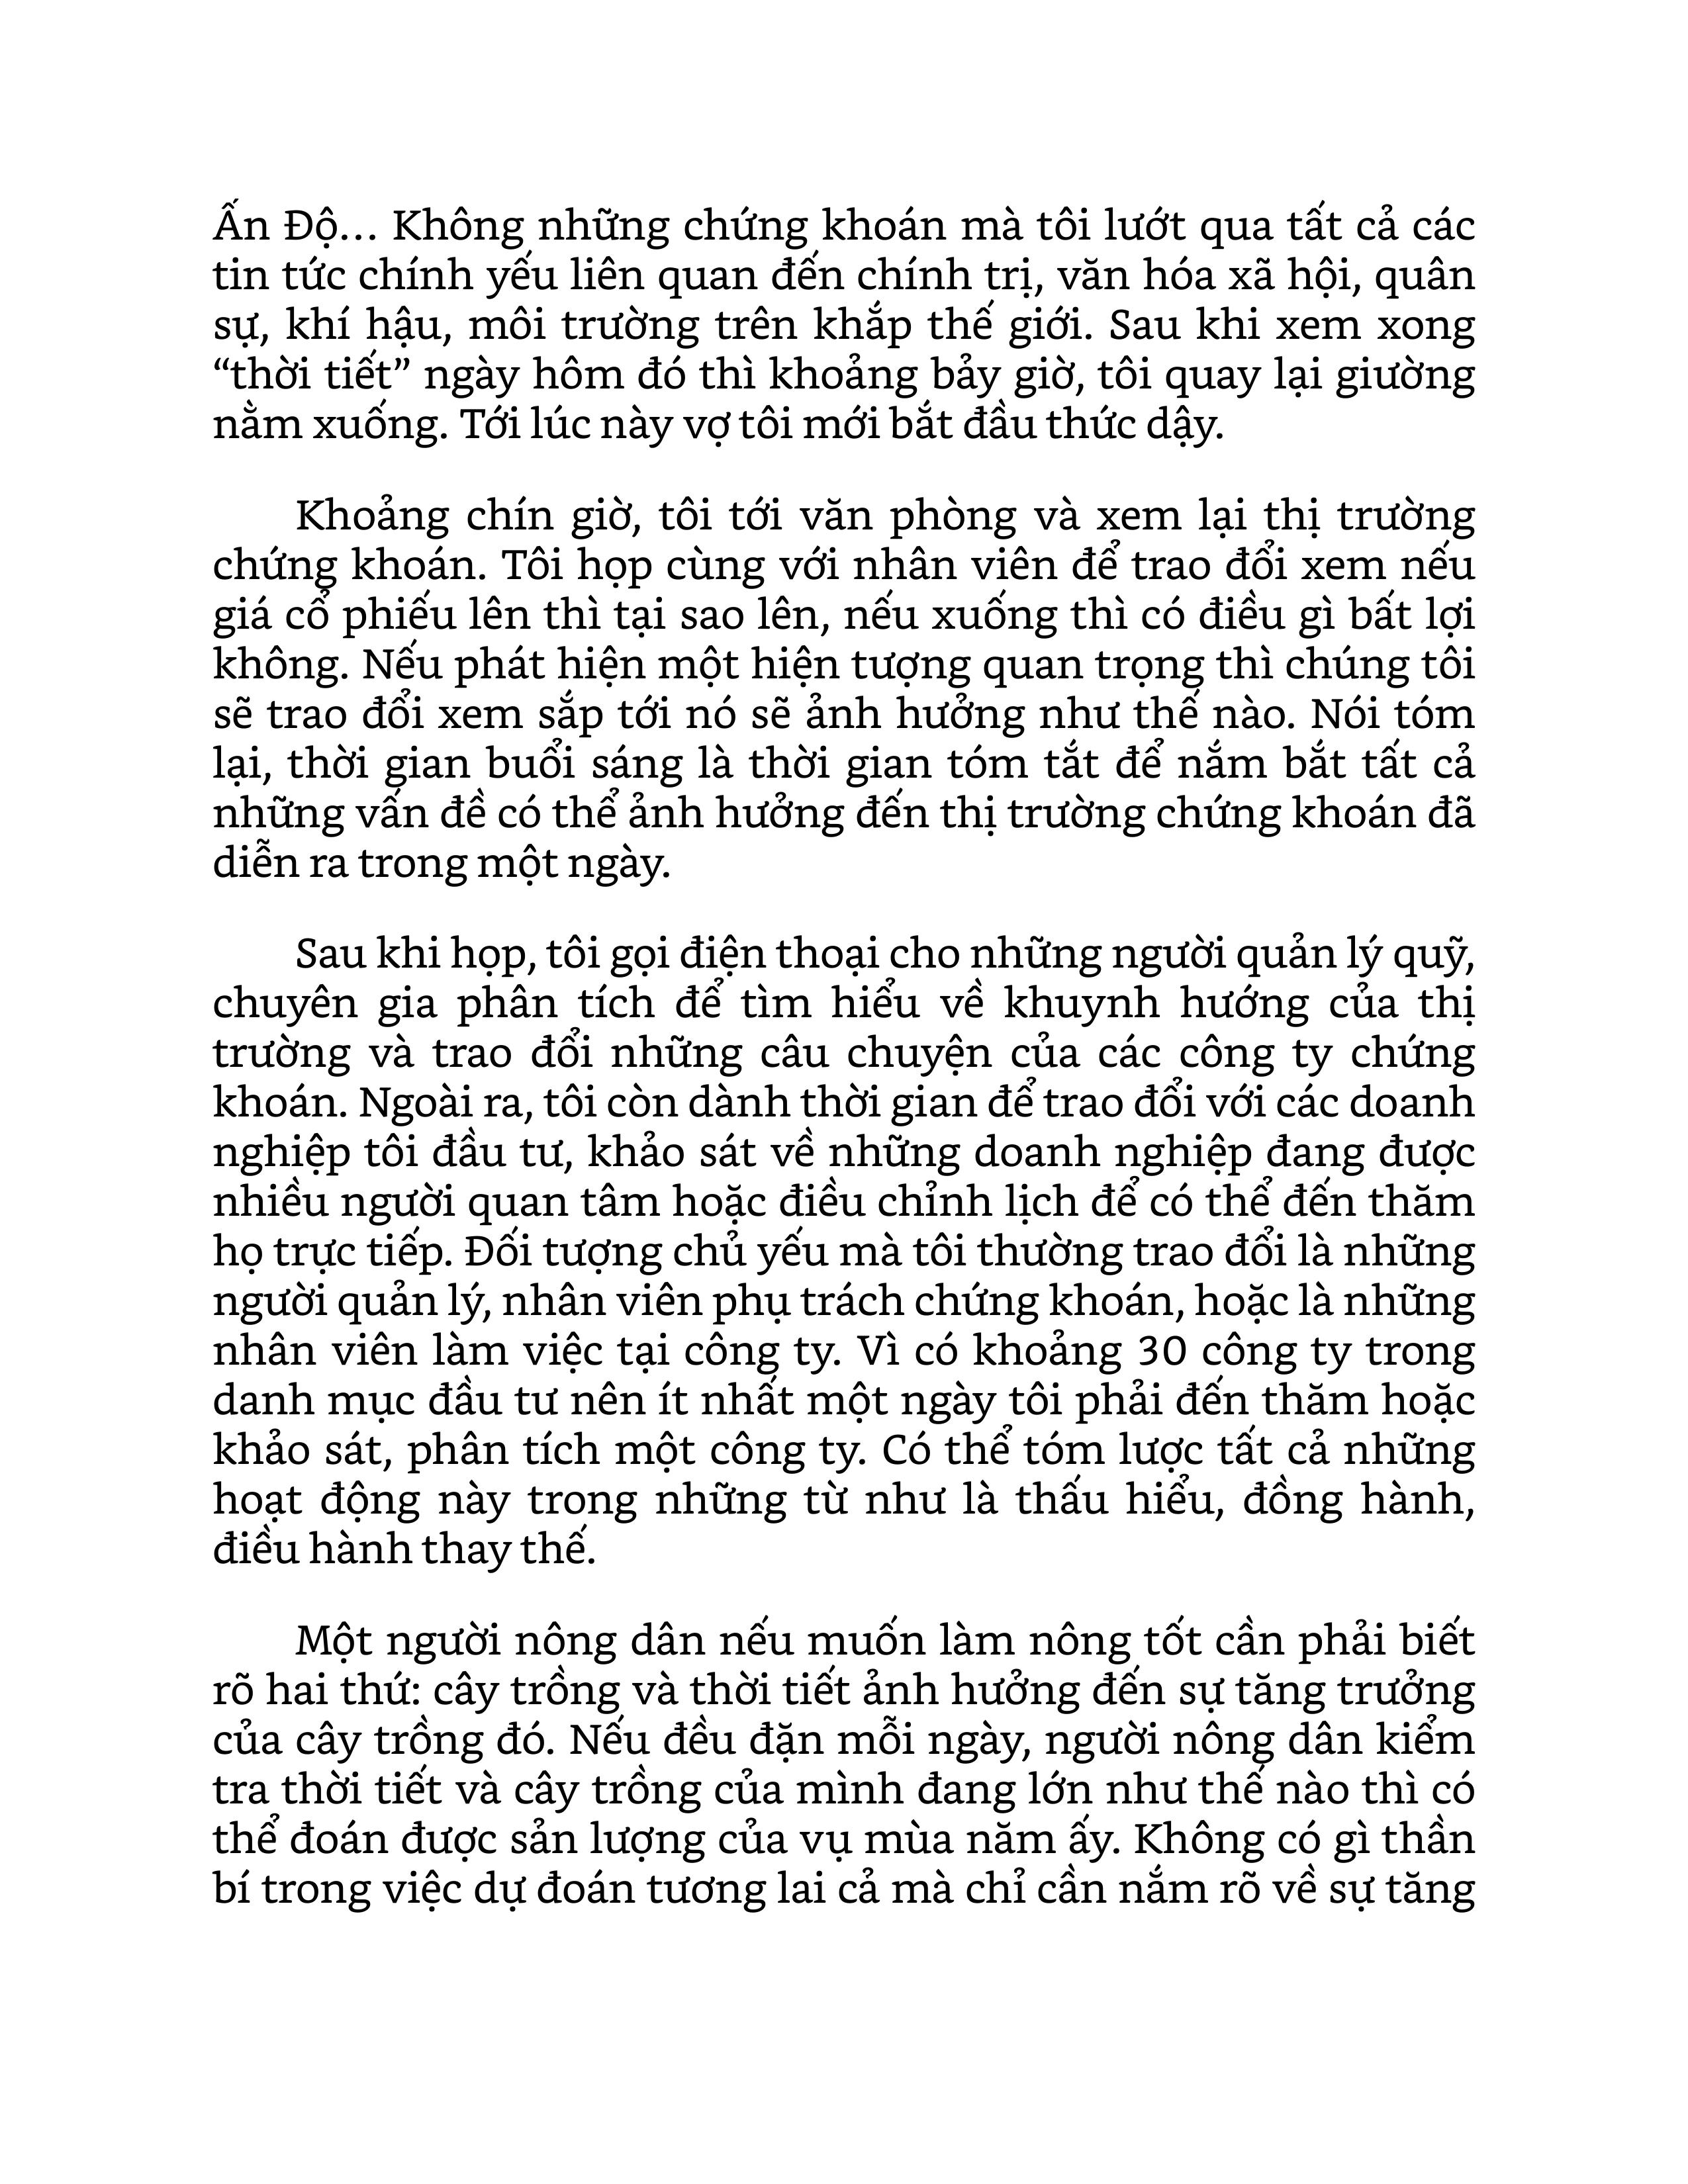 Ấn Độ… Không những chứng khoán mà tôi lướt qua tất cả các
tin tức chính yếu liên quan đến chính trị, văn hóa xã hội, quân
sự, khí hậu, môi trường trên khắp thế giới. Sau khi xem xong
“thời tiết” ngày hôm đó thì khoảng bảy giờ, tôi quay lại giường
nằm xuống. Tới lúc này vợ tôi mới bắt đầu thức dậy.
Khoảng chín giờ, tôi tới văn phòng và xem lại thị trường
chứng khoán. Tôi họp cùng với nhân viên để trao đổi xem nếu
giá cổ phiếu lên thì tại sao lên, nếu xuống thì có điều gì bất lợi
không. Nếu phát hiện một hiện tượng quan trọng thì chúng tôi
sẽ trao đổi xem sắp tới nó sẽ ảnh hưởng như thế nào. Nói tóm
lại, thời gian buổi sáng là thời gian tóm tắt để nắm bắt tất cả
những vấn đề có thể ảnh hưởng đến thị trường chứng khoán đã
diễn ra trong một ngày.
Sau khi họp, tôi gọi điện thoại cho những người quản lý quỹ,
chuyên gia phân tích để tìm hiểu về khuynh hướng của thị
trường và trao đổi những câu chuyện của các công ty chứng
khoán. Ngoài ra, tôi còn dành thời gian để trao đổi với các doanh
nghiệp tôi đầu tư, khảo sát về những doanh nghiệp đang được
nhiều người quan tâm hoặc điều chỉnh lịch để có thể đến thăm
họ trực tiếp. Đối tượng chủ yếu mà tôi thường trao đổi là những
người quản lý, nhân viên phụ trách chứng khoán, hoặc là những
nhân viên làm việc tại công ty. Vì có khoảng 30 công ty trong
danh mục đầu tư nên ít nhất một ngày tôi phải đến thăm hoặc
khảo sát, phân tích một công ty. Có thể tóm lược tất cả những
hoạt động này trong những từ như là thấu hiểu, đồng hành,
điều hành thay thế.
Một người nông dân nếu muốn làm nông tốt cần phải biết
rõ hai thứ: cây trồng và thời tiết ảnh hưởng đến sự tăng trưởng
của cây trồng đó. Nếu đều đặn mỗi ngày, người nông dân kiểm
tra thời tiết và cây trồng của mình đang lớn như thế nào thì có
thể đoán được sản lượng của vụ mùa năm ấy. Không có gì thần
bí trong việc dự đoán tương lai cả mà chỉ cần nắm rõ về sự tăng